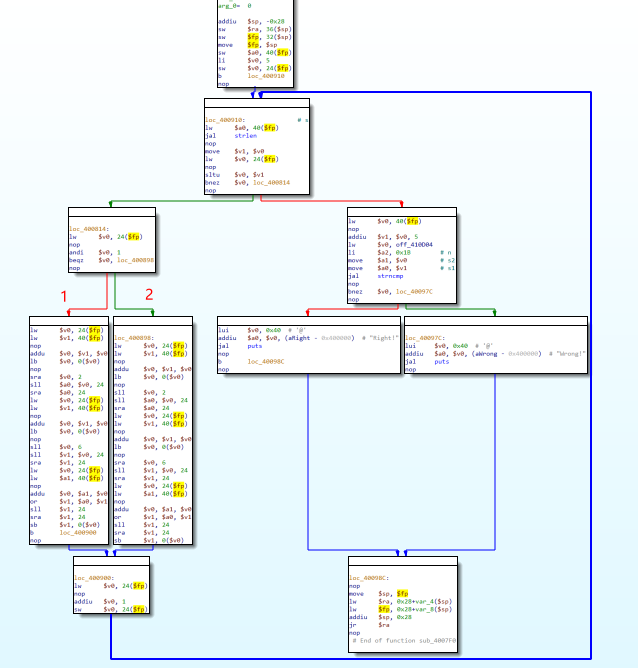 arg_0= 0
addiu $sp, -0x28
sw $ra, 36($sp)
sw $fp, 32($sp)
move $fp, $sp
sw $a0, 40($fp)
li $v0, 5
sw $v0, 24($fp)
b loc_400910
nop
loc_400910: # s
lw $a0, 40($fp)
jal strlen
nop
move $v1, $v0
lw $v0, 24($fp)
nop
sltu $v0, $v1
bnez $v0, loc_400814
nop
loc_400814:
lw $v0, 24($fp)
nop
andi $v0, 1
beqz $v0, loc_400898
nop
lw $v0, 40($fp)
nop
addiu $v1, $v0, 5
lw $v0, off_410D04
li $a2, 0x1B # n
move $a1, $v0 # s2
move $a0, $v1 # s1
jal strncmp
nop
bnez $v0, loc_40097C
nop
1
2
lw $v0, 24($fp)
lw $v1, 40($fp)
nop
addu $v0, $v1, $v0
lb $v0, 0($v0)
nop
sra $v0, 2
sll $a0, $v0, 24
sra $a0, 24
lw $v0, 24($fp)
lw $v1, 40($fp)
nop
addu $v0, $v1, $v0
lb $v0, 0($v0)
nop
sll $v0, 6
sll $v1, $v0, 24
sra $v1, 24
lw $v0, 24($fp)
lw $a1, 40($fp)
nop
addu $v0, $a1, $v0
or $v1, $a0, $v1
sll $v1, 24
sra $v1, 24
sb $v1, 0($v0)
b loc_400900
nop
loc_400898:
lw $v0, 24($fp)
lw $v1, 40($fp)
nop
addu $v0, $v1, $v0
lb $v0, 0($v0)
nop
sll $v0, 2
sll $a0, $v0, 24
sra $a0, 24
lw $v0, 24($fp)
lw $v1, 40($fp)
nop
addu $v0, $v1, $v0
lb $v0, 0($v0)
nop
sra $v0, 6
sll $v1, $v0, 24
sra $v1, 24
lw $v0, 24($fp)
lw $a1, 40($fp)
nop
addu $v0, $a1, $v0
or $v1, $a0, $v1
sll $v1, 24
sra $v1, 24
sb $v1, 0($v0)
lui $v0, 0x40 # '@'
addiu $a0, $v0, (aRight - 0x400000) # "Right!"
jal puts
nop
b loc_40098C
nop
loc_40097C:
lui $v0, 0x40 # '@'
addiu $a0, $v0, (aWrong - 0x400000) # "Wrong!"
jal puts
nop
loc_400900:
lw $v0, 24($fp)
nop
addiu $v0, 1
sw $v0, 24($fp)
loc_40098C:
nop
move $sp, $fp
lw $ra, 0x28+var_4($sp)
lw $fp, 0x28+var_8($sp)
addiu $sp, 0x28
jr $ra
nop
# End of function sub_4007F0